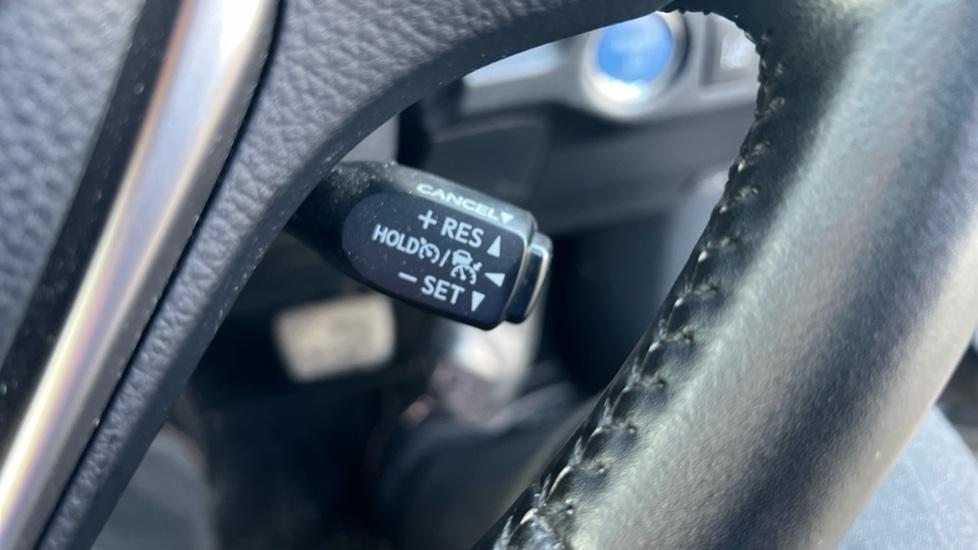 CANCEL▼
+ RES ▲
HOLD / ◀
− SET ▼